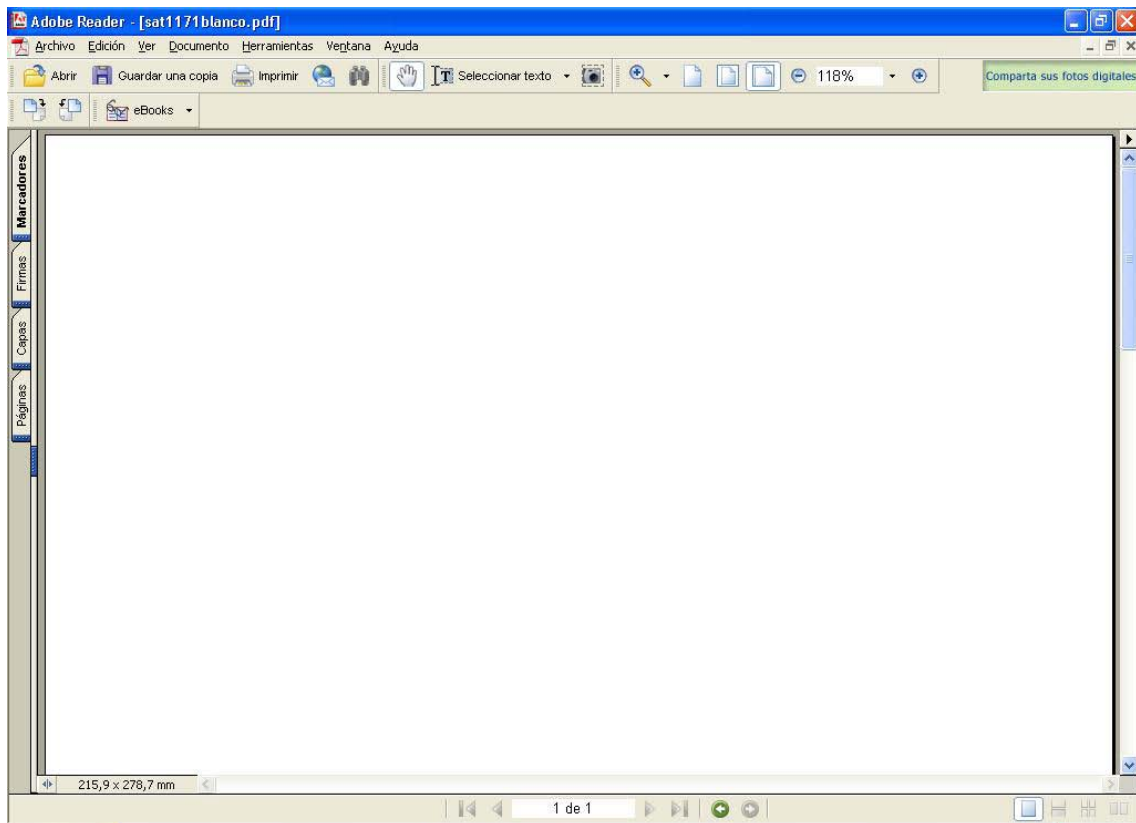 Adobe Reader - [sat1171blanco.pdf]
Archivo Edición Ver Documento Herramientas Ventana Ayuda
Abrir Guardar una copia Imprimir Seleccionar texto 118% Comparta sus fotos digitales
eBooks
Marcadores
Firmas
Capas
Páginas
215,9 x 278,7 mm
1 de 1